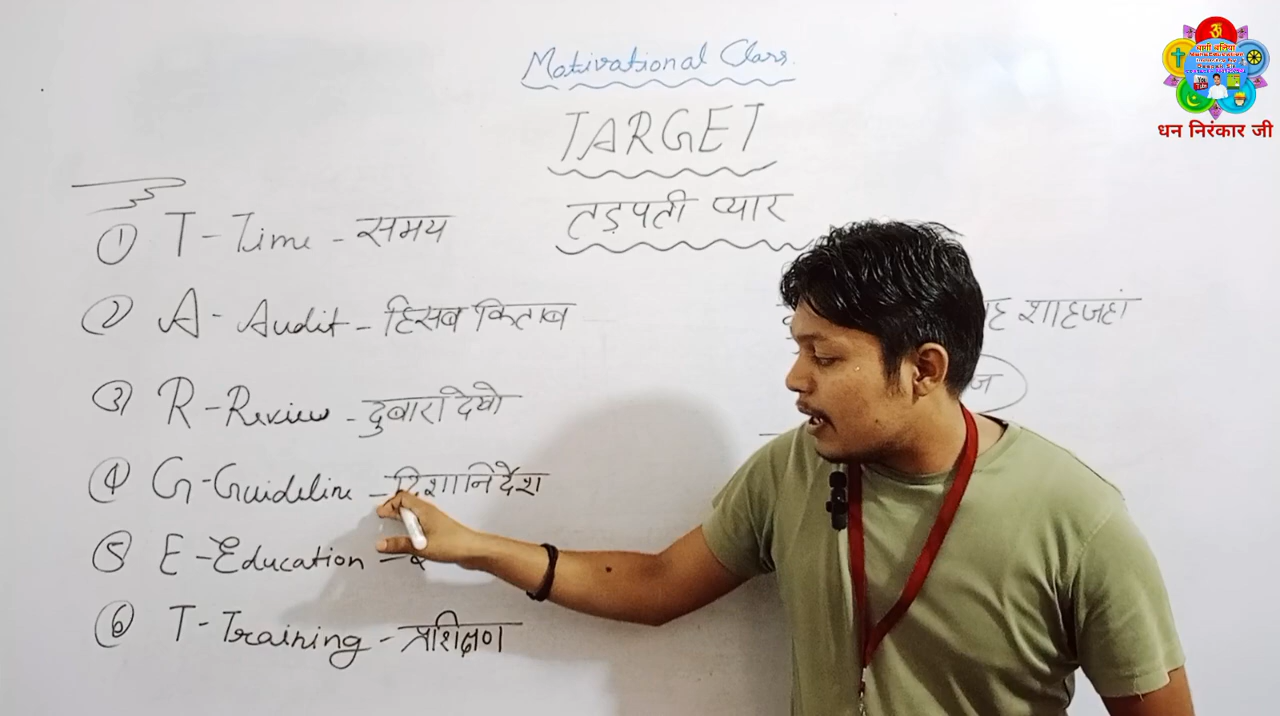 Motivational Class.
TARGET
तड़पती प्यार
① T - Time - समय
② A - Audit - हिसब किताब
③ R - Review - दुबारा देखो
④ G - Guideline - दिशा निर्देश
⑤ E - Education -
⑥ T - Training - प्रशिक्षण
शाहजहां
धन निरंकार जी